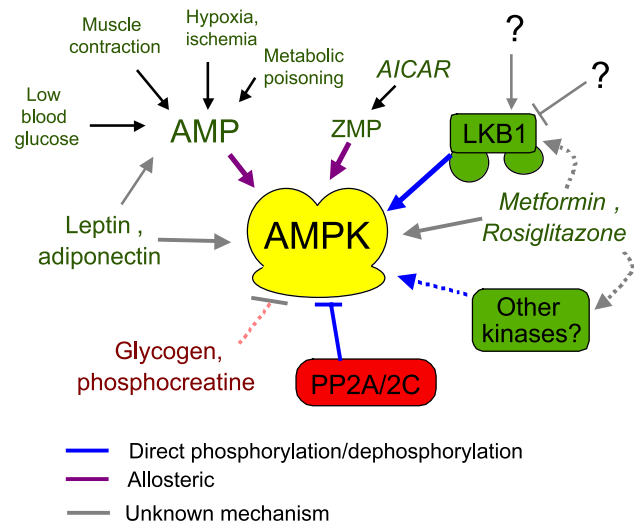 Muscle
contraction
Hypoxia,
ischemia
Metabolic
poisoning
AICAR
?
?
Low
blood
glucose
AMP
ZMP
LKB1
Leptin ,
adiponectin
AMPK
Metformin ,
Rosiglitazone
Other
kinases?
Glycogen,
phosphocreatine
PP2A/2C
Direct phosphorylation/dephosphorylation
Allosteric
Unknown mechanism